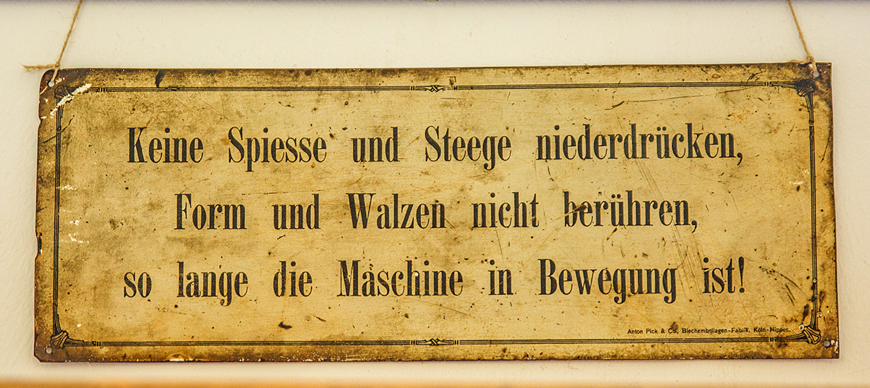 Keine Spiesse und Steege niederdrücken,
Form und Walzen nicht berühren,
so lange die Maschine in Bewegung ist!
Anton Pick & Co, Blechemballagen-Fabrik, Köln-Nippes.